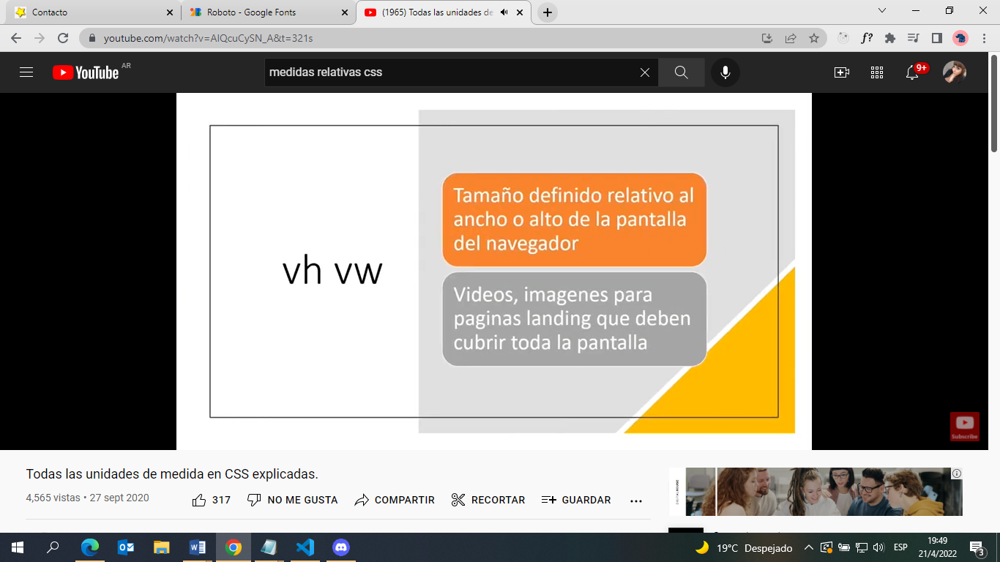 Contacto
Roboto - Google Fonts
(1965) Todas las unidades de
youtube.com/watch?v=AIQcuCySN_A&t=321s
YouTube AR
medidas relativas css
9+
vh vw
Tamaño definido relativo al
ancho o alto de la pantalla
del navegador
Videos, imagenes para
paginas landing que deben
cubrir toda la pantalla
Subscribe
Todas las unidades de medida en CSS explicadas.
4,565 vistas • 27 sept 2020
317
NO ME GUSTA
COMPARTIR
RECORTAR
GUARDAR
19°C Despejado
ESP
19:49
21/4/2022
3